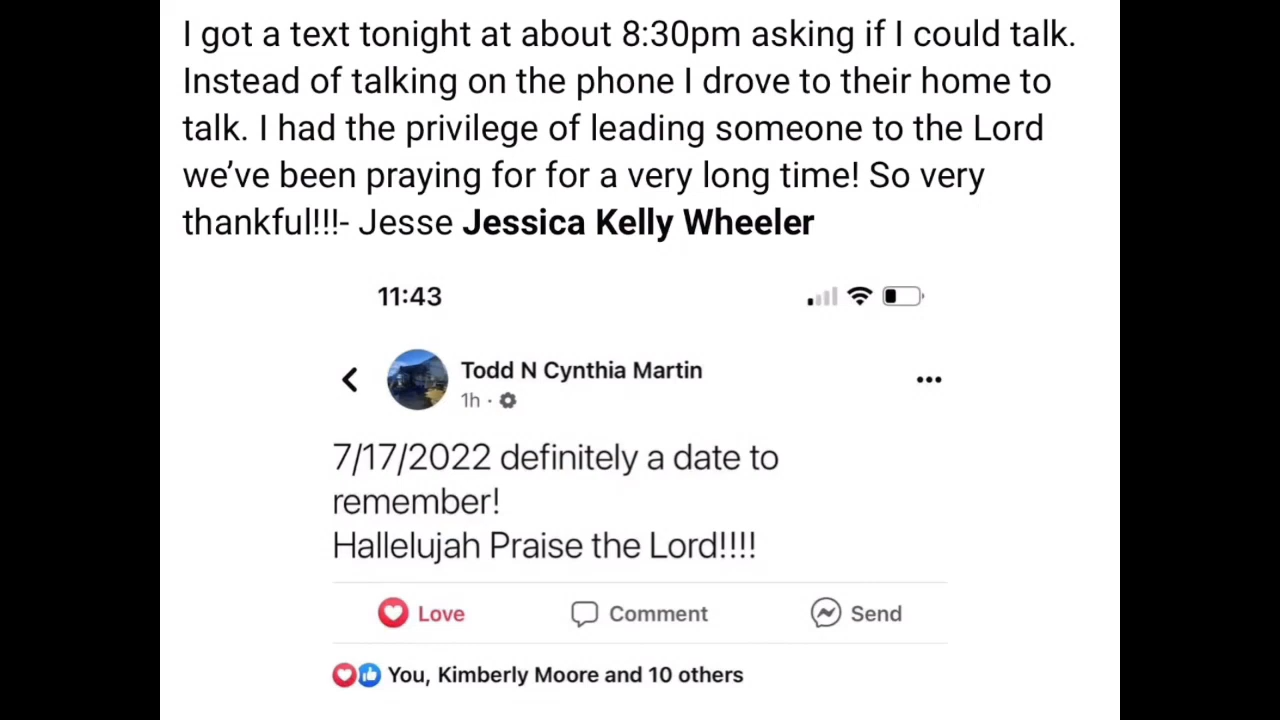 I got a text tonight at about 8:30pm asking if I could talk.
Instead of talking on the phone I drove to their home to
talk. I had the privilege of leading someone to the Lord
we’ve been praying for for a very long time! So very
thankful!!!- Jesse Jessica Kelly Wheeler
11:43
Todd N Cynthia Martin
1h ·
7/17/2022 definitely a date to
remember!
Hallelujah Praise the Lord!!!!
Love Comment Send
You, Kimberly Moore and 10 others